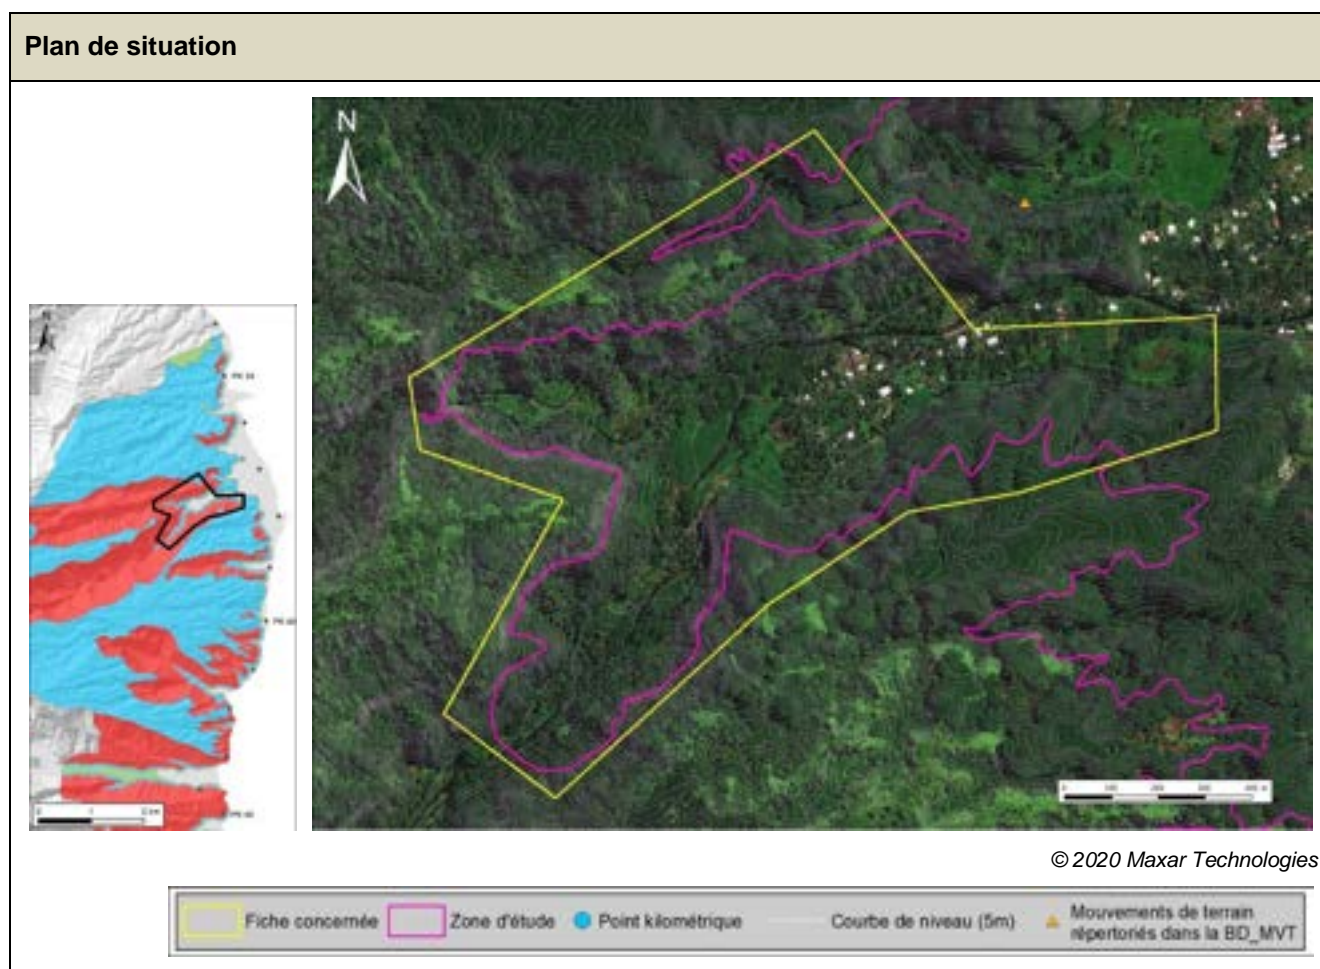 Plan de situation
N
© 2020 Maxar Technologies
Fiche concernée
Zone d'étude
Point kilométrique
Courbe de niveau (5m)
Mouvements de terrain
répertoriés dans la BD_MVT